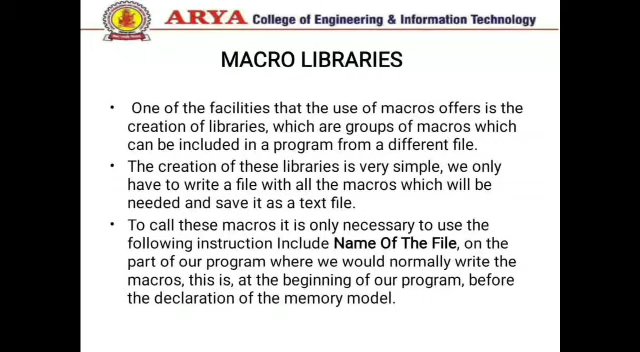 ARYA College of Engineering & Information Technology
MACRO LIBRARIES
• One of the facilities that the use of macros offers is the
creation of libraries, which are groups of macros which
can be included in a program from a different file.
• The creation of these libraries is very simple, we only
have to write a file with all the macros which will be
needed and save it as a text file.
• To call these macros it is only necessary to use the
following instruction Include Name Of The File, on the
part of our program where we would normally write the
macros, this is, at the beginning of our program, before
the declaration of the memory model.